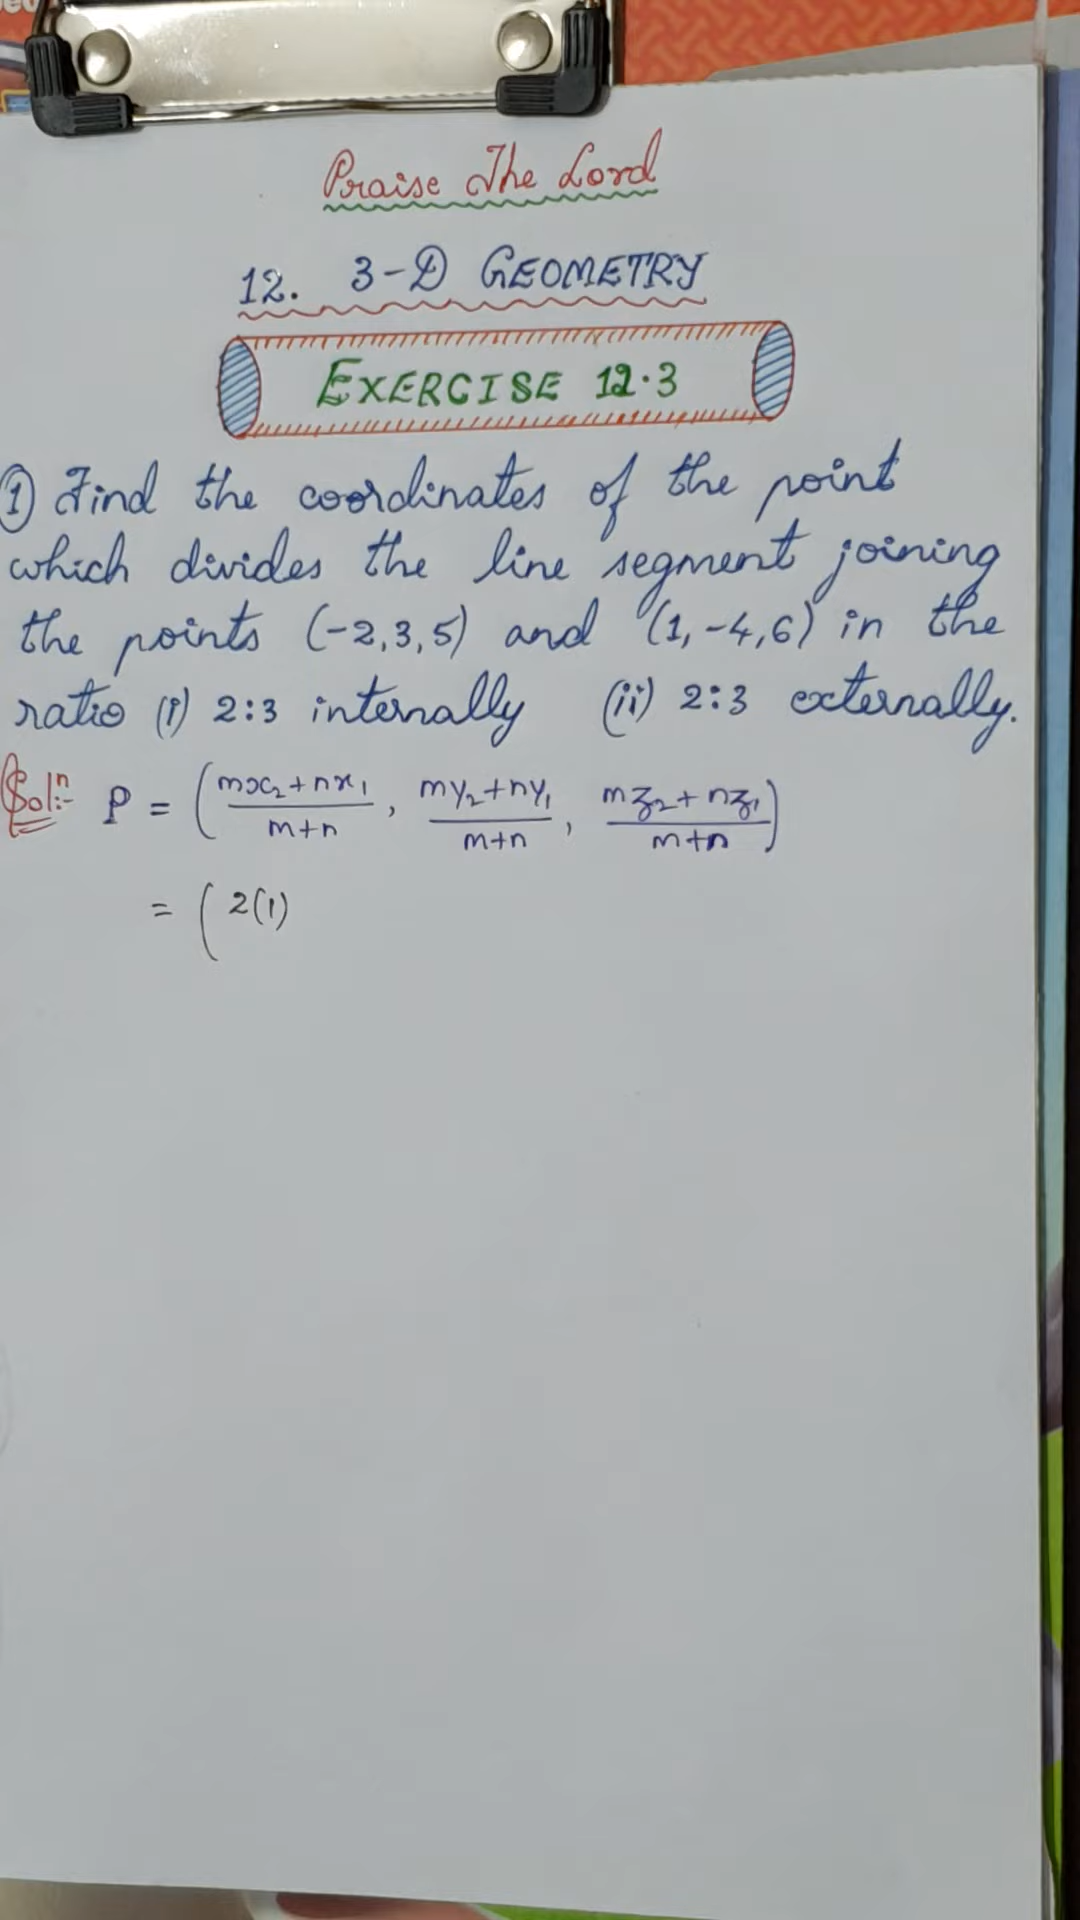 Praise The Lord
12. 3-D GEOMETRY
EXERCISE 12.3
① Find the coordinates of the point
which divides the line segment joining
the points (-2,3,5) and (1,-4,6) in the
ratio (i) 2:3 internally (ii) 2:3 externally.
Solⁿ:- P = ( mx₂+nx₁ / m+n , my₂+ny₁ / m+n , mz₂+nz₁ / m+n )
= ( 2(1)